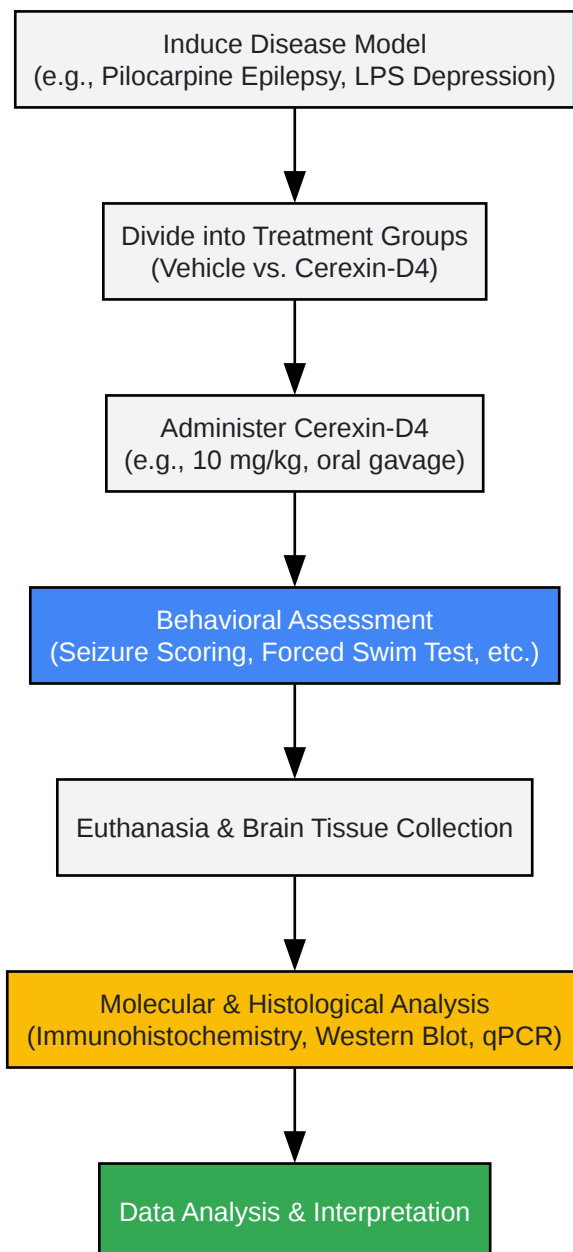 Induce Disease Model
(e.g., Pilocarpine Epilepsy, LPS Depression)
Divide into Treatment Groups
(Vehicle vs. Cerexin-D4)
Administer Cerexin-D4
(e.g., 10 mg/kg, oral gavage)
Behavioral Assessment
(Seizure Scoring, Forced Swim Test, etc.)
Euthanasia & Brain Tissue Collection
Molecular & Histological Analysis
(Immunohistochemistry, Western Blot, qPCR)
Data Analysis & Interpretation